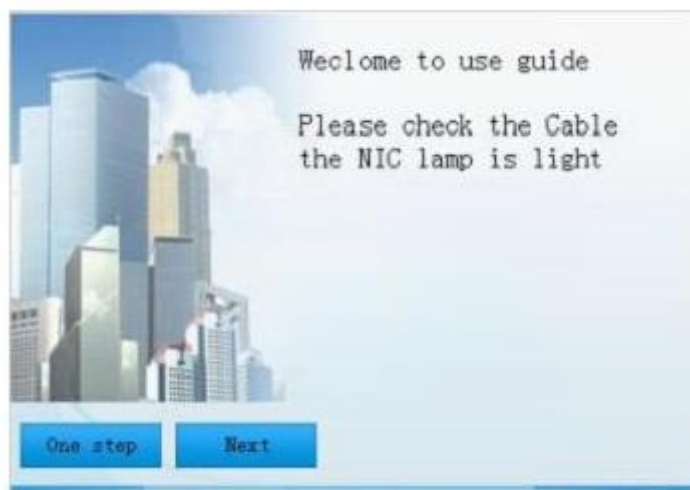 Weclome to use guide
Please check the Cable
the NIC lamp is light
One step
Next